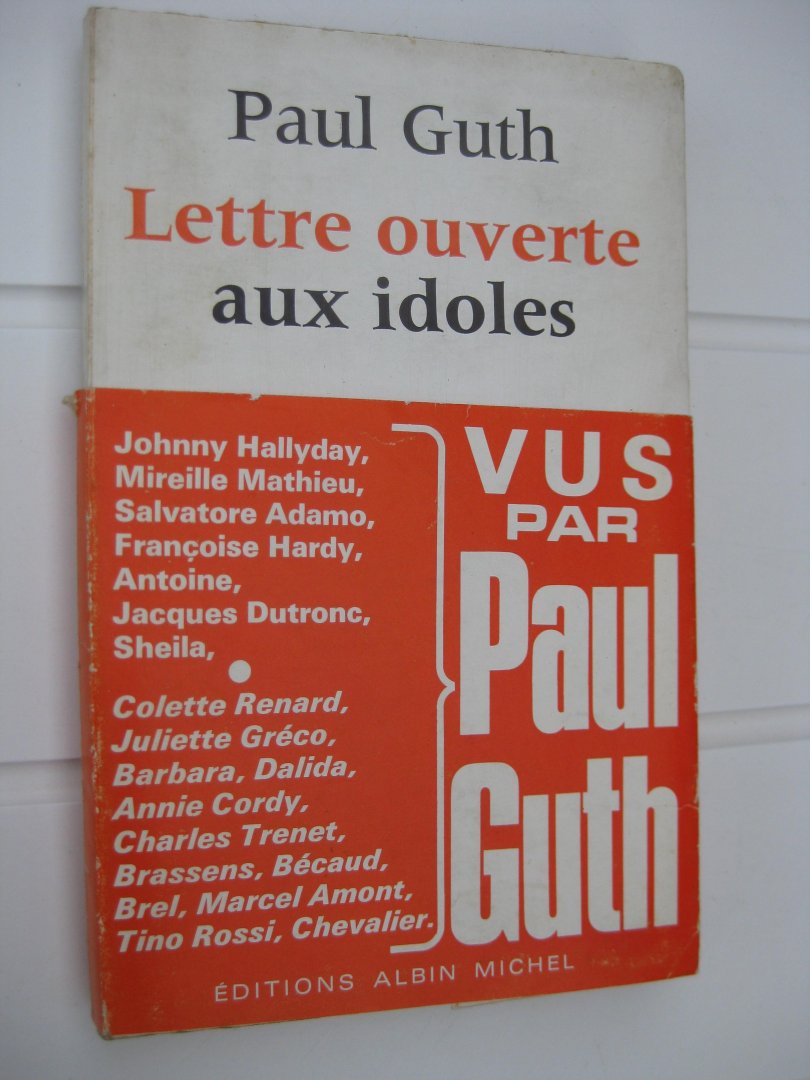 Paul Guth
Lettre ouverte
aux idoles
Johnny Hallyday,
Mireille Mathieu,
Salvatore Adamo,
Françoise Hardy,
Antoine,
Jacques Dutronc,
Sheila,
Colette Renard,
Juliette Gréco,
Barbara, Dalida,
Annie Cordy,
Charles Trenet,
Brassens, Bécaud,
Brel, Marcel Amont,
Tino Rossi, Chevalier.
VUS
PAR
Paul
Guth
ÉDITIONS ALBIN MICHEL